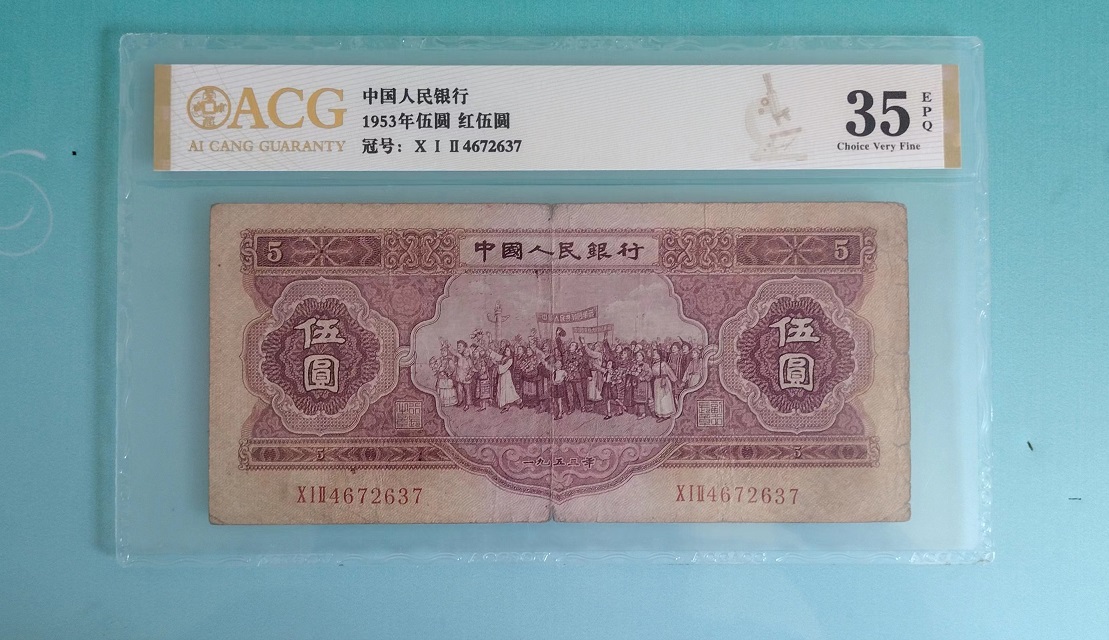 ACG
AI CANG GUARANTY
中国人民银行
1953年伍圆 红伍圆
冠号: X I II 4672637
35
EPQ
Choice Very Fine
5
中國人民銀行
5
伍圓
伍圓
5
一九五三年
5
XIII4672637
XIII4672637